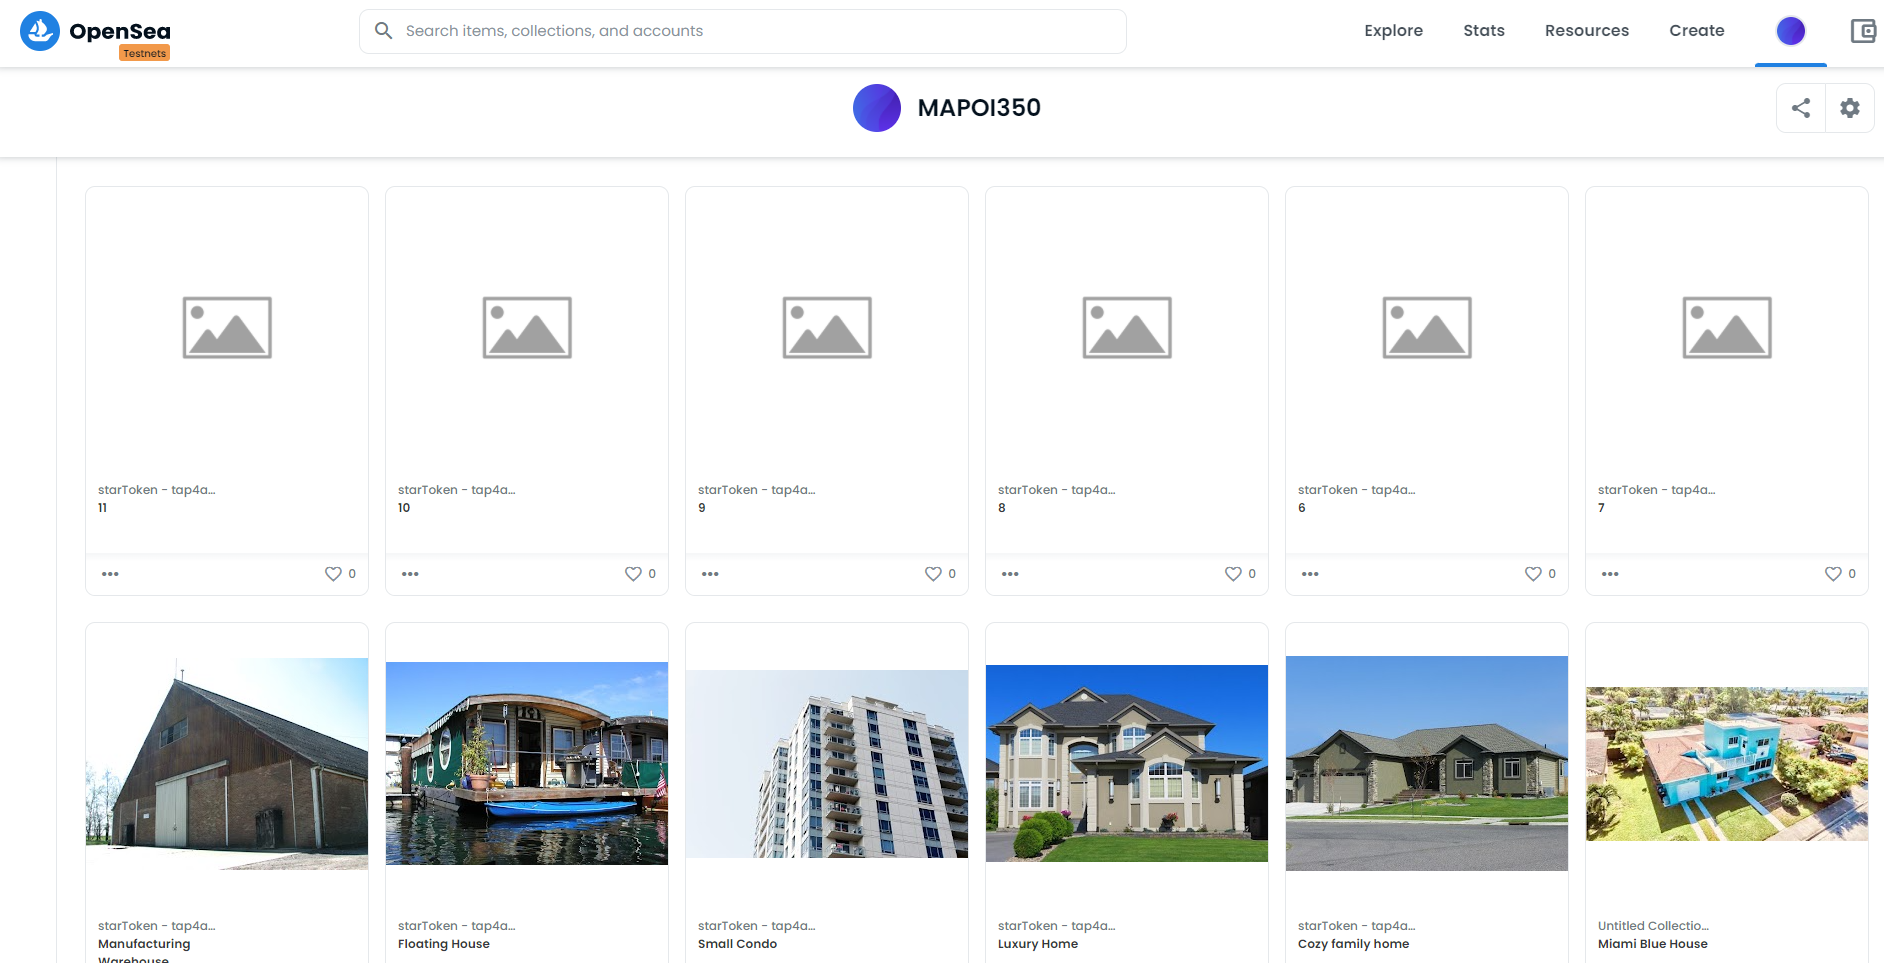 OpenSea
Testnets
Search items, collections, and accounts
Explore
Stats
Resources
Create
MAPOI350
starToken - tap4a...
11
0
starToken - tap4a...
10
0
starToken - tap4a...
9
0
starToken - tap4a...
8
0
starToken - tap4a...
6
0
starToken - tap4a...
7
0
starToken - tap4a...
Manufacturing
Warehouse
starToken - tap4a...
Floating House
starToken - tap4a...
Small Condo
starToken - tap4a...
Luxury Home
starToken - tap4a...
Cozy family home
Untitled Collectio...
Miami Blue House